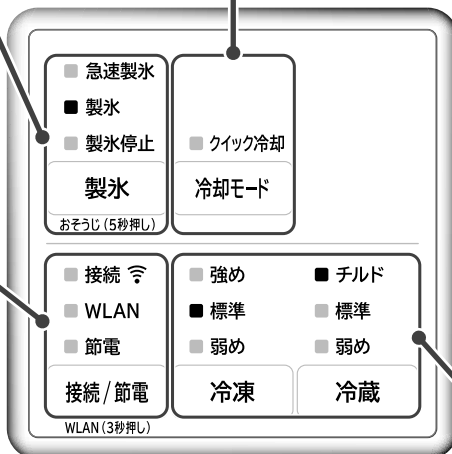 急速製氷
製氷
製氷停止
製氷
おそうじ(5秒押し)
クイック冷却
冷却モード
接続
WLAN
節電
接続/節電
WLAN(3秒押し)
強め
標準
弱め
冷凍
チルド
標準
弱め
冷蔵